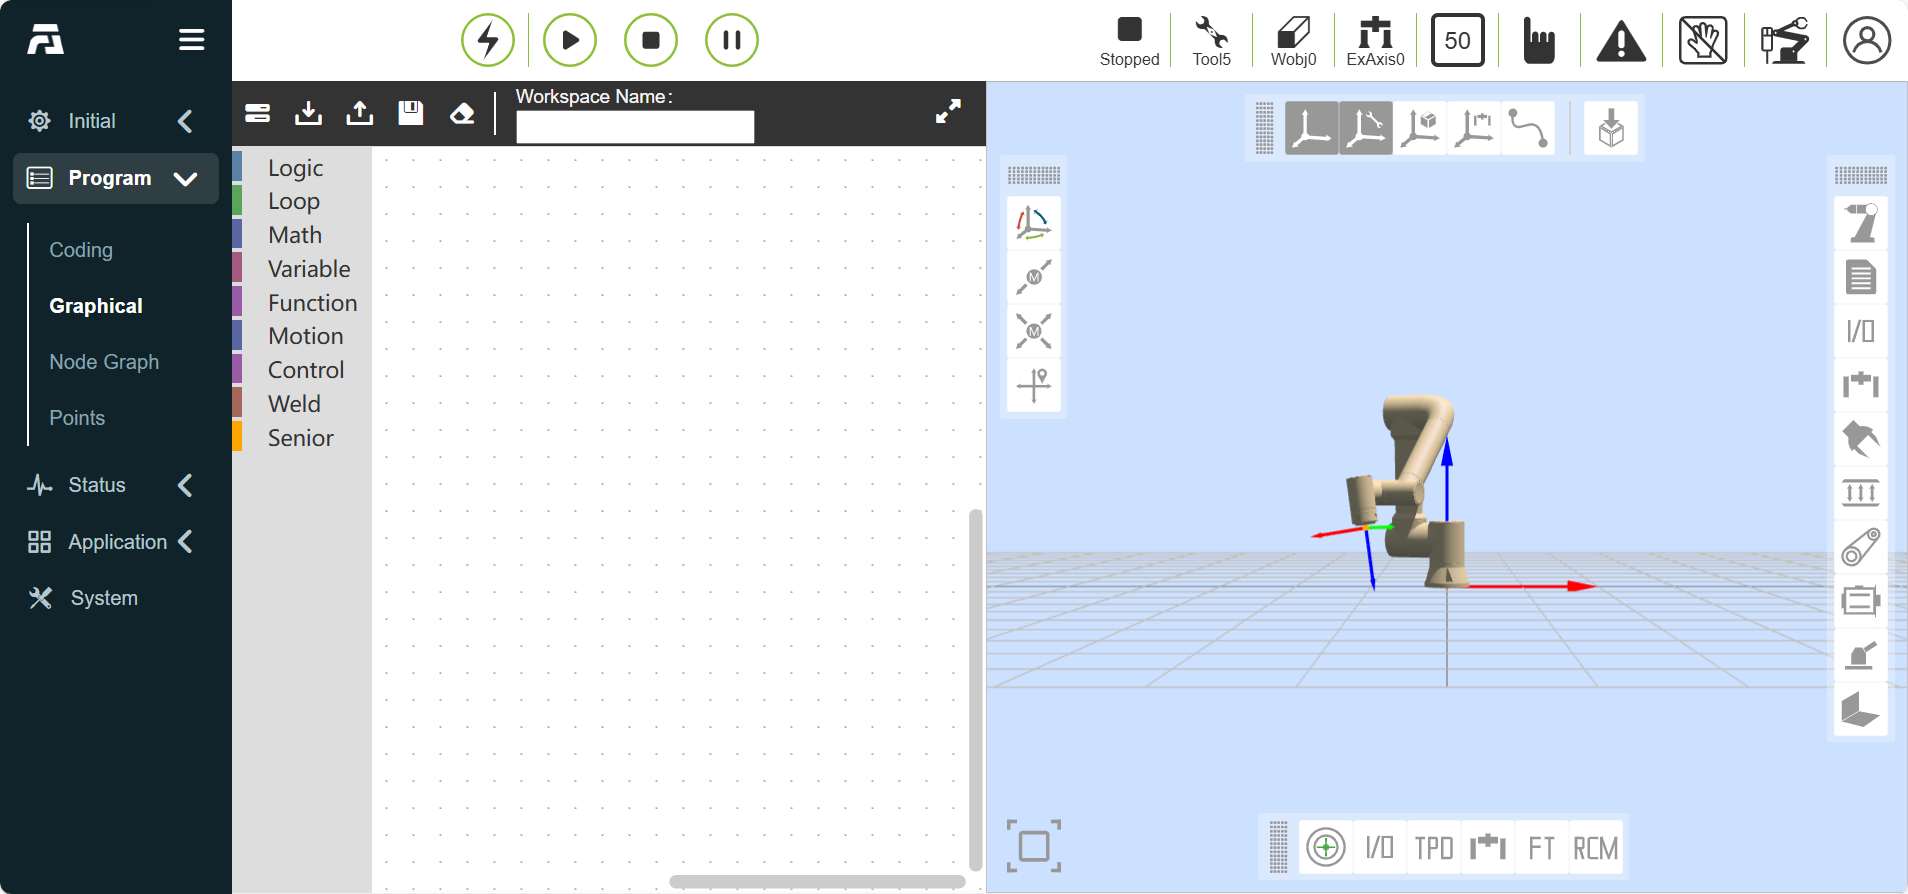 Stopped
Tool5
Wobj0
ExAxis0
50
Initial
Program
Coding
Graphical
Node Graph
Points
Status
Application
System
Workspace Name:
Logic
Loop
Math
Variable
Function
Motion
Control
Weld
Senior
M
M
I/O
I/O
TPD
FT
RCM